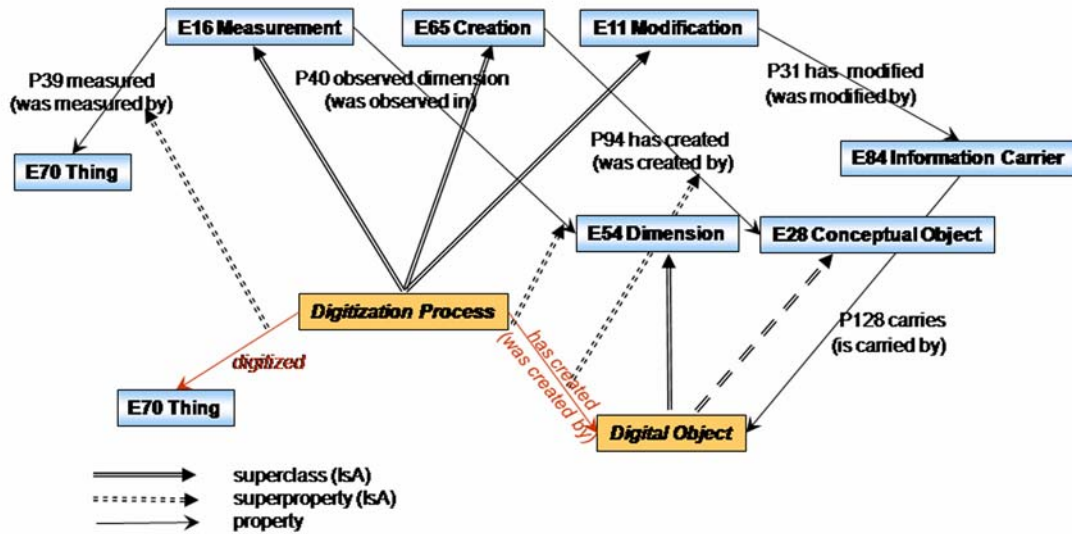 E16 Measurement
E65 Creation
E11 Modification
P39 measured
(was measured by)
P40 observed dimension
(was observed in)
P31 has modified
(was modified by)
P94 has created
(was created by)
E70 Thing
E84 Information Carrier
E54 Dimension
E28 Conceptual Object
Digitization Process
P128 carries
(is carried by)
digilized
has created
(was created by)
E70 Thing
Digital Object
superclass (IsA)
superproperty (IsA)
property